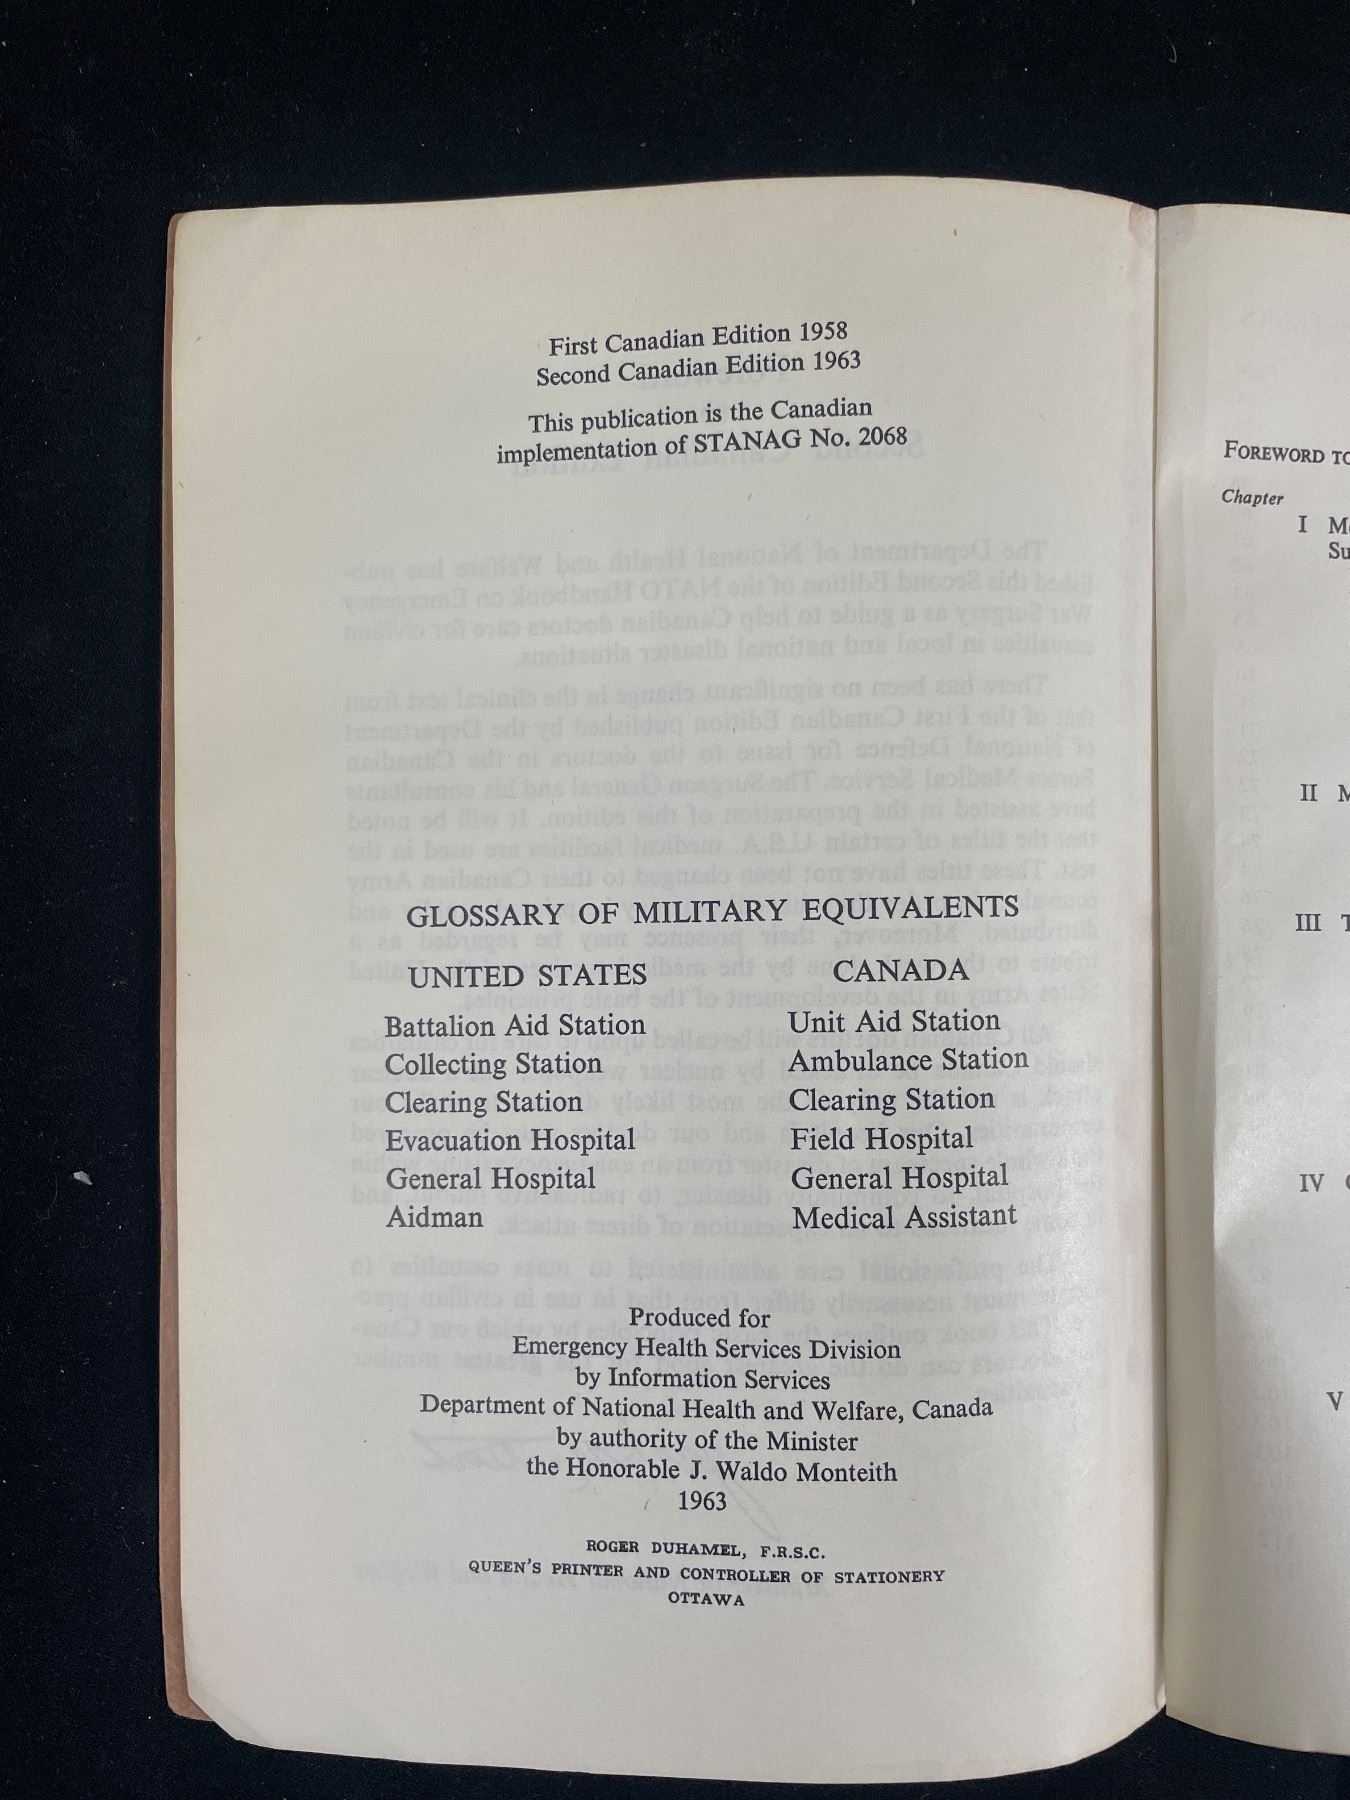 First Canadian Edition 1958
Second Canadian Edition 1963
This publication is the Canadian
implementation of STANAG No. 2068
GLOSSARY OF MILITARY EQUIVALENTS
UNITED STATES CANADA
Battalion Aid Station Unit Aid Station
Collecting Station Ambulance Station
Clearing Station Clearing Station
Evacuation Hospital Field Hospital
General Hospital General Hospital
Aidman Medical Assistant
Produced for
Emergency Health Services Division
by Information Services
Department of National Health and Welfare, Canada
by authority of the Minister
the Honorable J. Waldo Monteith
1963
ROGER DUHAMEL, F.R.S.C.
QUEEN'S PRINTER AND CONTROLLER OF STATIONERY
OTTAWA
FOREWORD TO
Chapter
I
II
III
IV
V